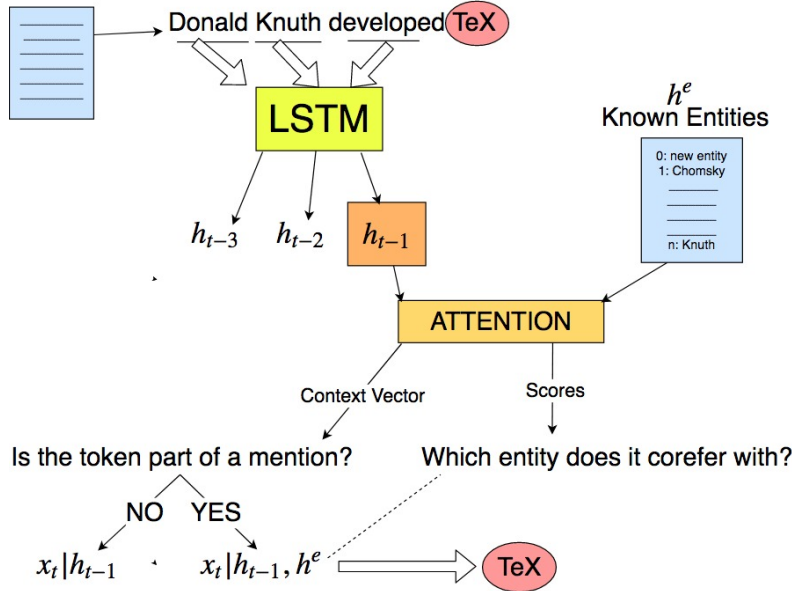 Donald Knuth developed TeX
LSTM
h^e
Known Entities
0: new entity
1: Chomsky
n: Knuth
h_{t−3} h_{t−2} h_{t−1}
ATTENTION
Context Vector
Scores
Is the token part of a mention?
Which entity does it corefer with?
NO YES
x_t|h_{t−1}
x_t|h_{t−1}, h^e
TeX